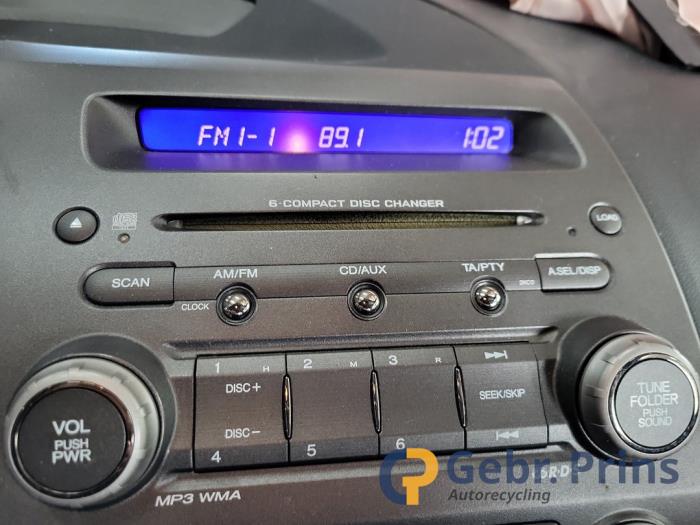 FM1-1 89.1 1:02
6-COMPACT DISC CHANGER
LOAD
SCAN AM/FM CD/AUX TA/PTY A.SEL/DISP
CLOCK
1 H 2 M 3 R
DISC+ SEEK/SKIP
DISC-
4 5 6
VOL
PUSH
PWR
TUNE
FOLDER
PUSH
SOUND
MP3 WMA
Gebr Prins
Autorecycling